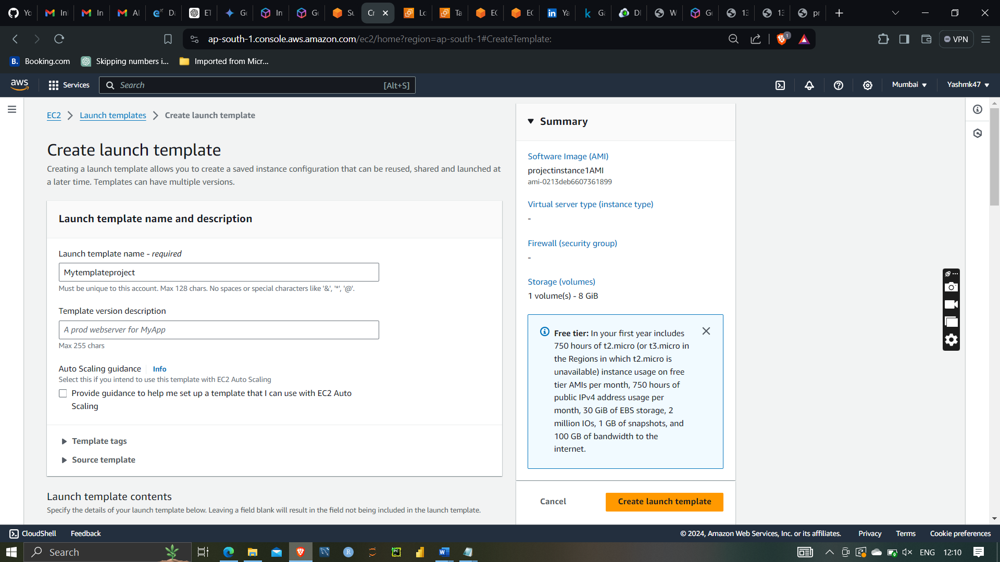 Yo
In
In
Al
Da
ET
Ge
In
Ge
Su
Cr
Lo
Ta
EC
EC
Ya
Ga
DI
W
Ge
13
13
pr
ap-south-1.console.aws.amazon.com/ec2/home?region=ap-south-1#CreateTemplate:
1
VPN
B. Booking.com
Skipping numbers i...
Imported from Micr...
aws
Services
Search
[Alt+S]
Mumbai
Yashmk47
EC2
Launch templates
Create launch template
Create launch template
Creating a launch template allows you to create a saved instance configuration that can be reused, shared and launched at
a later time. Templates can have multiple versions.
Launch template name and description
Launch template name - required
Mytemplateproject
Must be unique to this account. Max 128 chars. No spaces or special characters like '&', '*', '@'.
Template version description
A prod webserver for MyApp
Max 255 chars
Auto Scaling guidance Info
Select this if you intend to use this template with EC2 Auto Scaling
Provide guidance to help me set up a template that I can use with EC2 Auto
Scaling
Template tags
Source template
Launch template contents
Specify the details of your launch template below. Leaving a field blank will result in the field not being included in the launch template.
Summary
Software Image (AMI)
projectinstance1AMI
ami-0213deb6607361899
Virtual server type (instance type)
-
Firewall (security group)
-
Storage (volumes)
1 volume(s) - 8 GiB
Free tier: In your first year includes
750 hours of t2.micro (or t3.micro in
the Regions in which t2.micro is
unavailable) instance usage on free
tier AMIs per month, 750 hours of
public IPv4 address usage per
month, 30 GiB of EBS storage, 2
million IOs, 1 GB of snapshots, and
100 GB of bandwidth to the
internet.
Cancel
Create launch template
CloudShell
Feedback
© 2024, Amazon Web Services, Inc. or its affiliates.
Privacy
Terms
Cookie preferences
Search
ENG
12:10